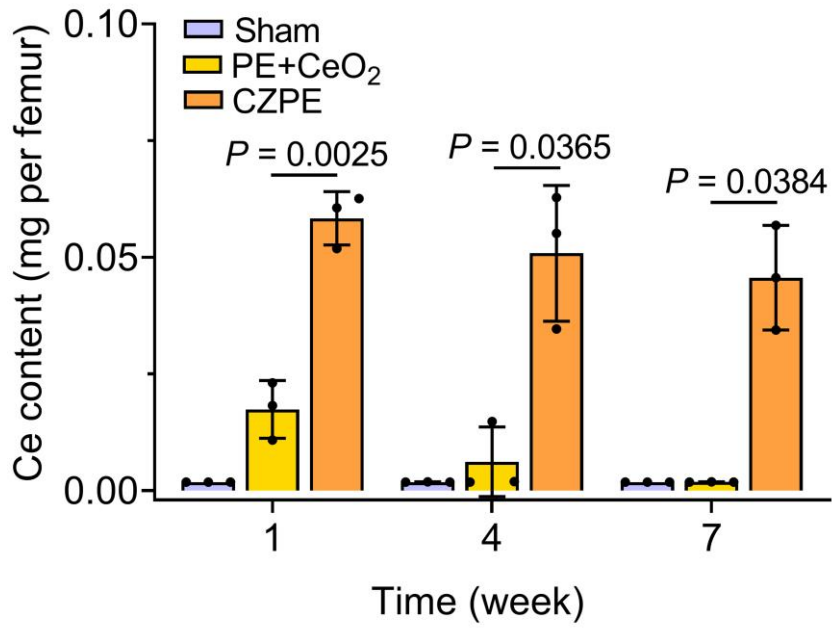 Ce content (mg per femur)
0.10
0.05
0.00
Sham
PE+CeO₂
CZPE
P = 0.0025
P = 0.0365
P = 0.0384
1
4
7
Time (week)